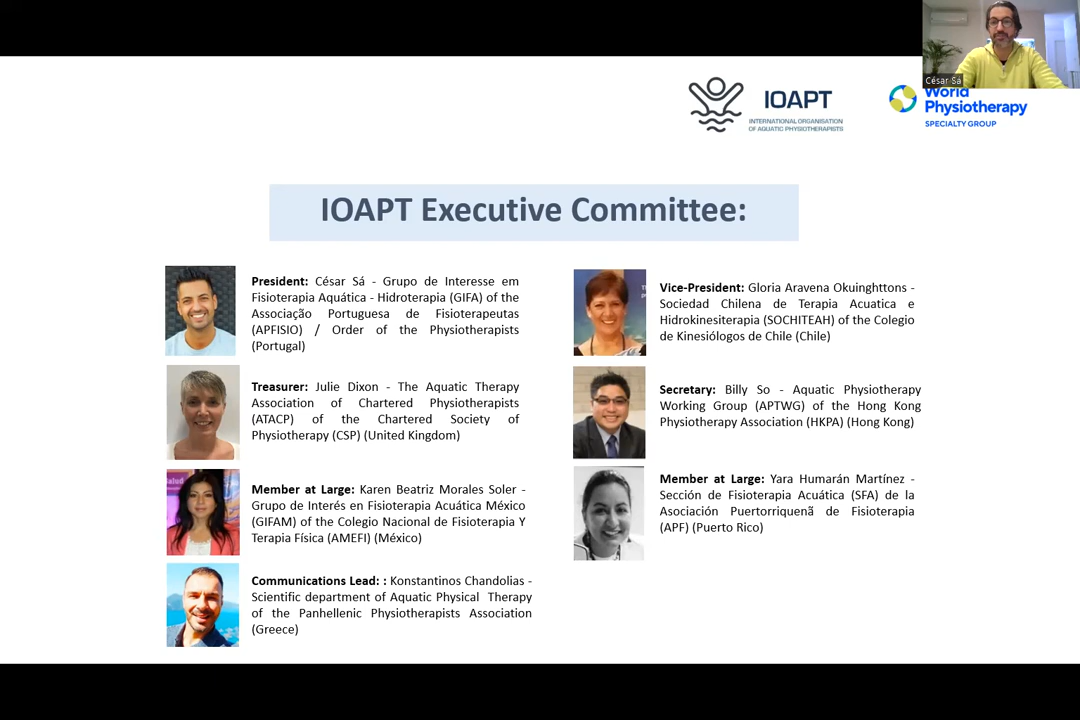 César Sá
IOAPT
INTERNATIONAL ORGANISATION
OF AQUATIC PHYSIOTHERAPISTS
World
Physiotherapy
SPECIALTY GROUP
IOAPT Executive Committee:
President: César Sá - Grupo de Interesse em
Fisioterapia Aquática - Hidroterapia (GIFA) of the
Associação Portuguesa de Fisioterapeutas
(APFISIO) / Order of the Physiotherapists
(Portugal)
Vice-President: Gloria Aravena Okuinghttons -
Sociedad Chilena de Terapia Acuatica e
Hidrokinesiterapia (SOCHITEAH) of the Colegio
de Kinesiólogos de Chile (Chile)
Treasurer: Julie Dixon - The Aquatic Therapy
Association of Chartered Physiotherapists
(ATACP) of the Chartered Society of
Physiotherapy (CSP) (United Kingdom)
Secretary: Billy So - Aquatic Physiotherapy
Working Group (APTWG) of the Hong Kong
Physiotherapy Association (HKPA) (Hong Kong)
Member at Large: Karen Beatriz Morales Soler -
Grupo de Interés en Fisioterapia Acuática México
(GIFAM) of the Colegio Nacional de Fisioterapia Y
Terapia Física (AMEFI) (México)
Member at Large: Yara Humarán Martínez -
Sección de Fisioterapia Acuática (SFA) de la
Asociación Puertorriquenã de Fisioterapia
(APF) (Puerto Rico)
Communications Lead: : Konstantinos Chandolias -
Scientific department of Aquatic Physical Therapy
of the Panhellenic Physiotherapists Association
(Greece)